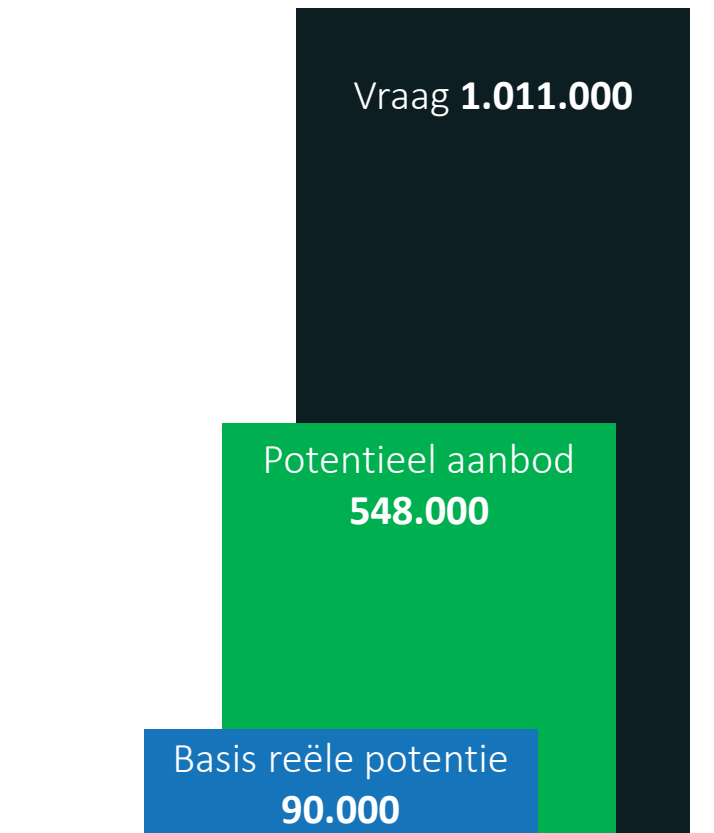 Vraag 1.011.000
Potentieel aanbod
548.000
Basis reële potentie
90.000